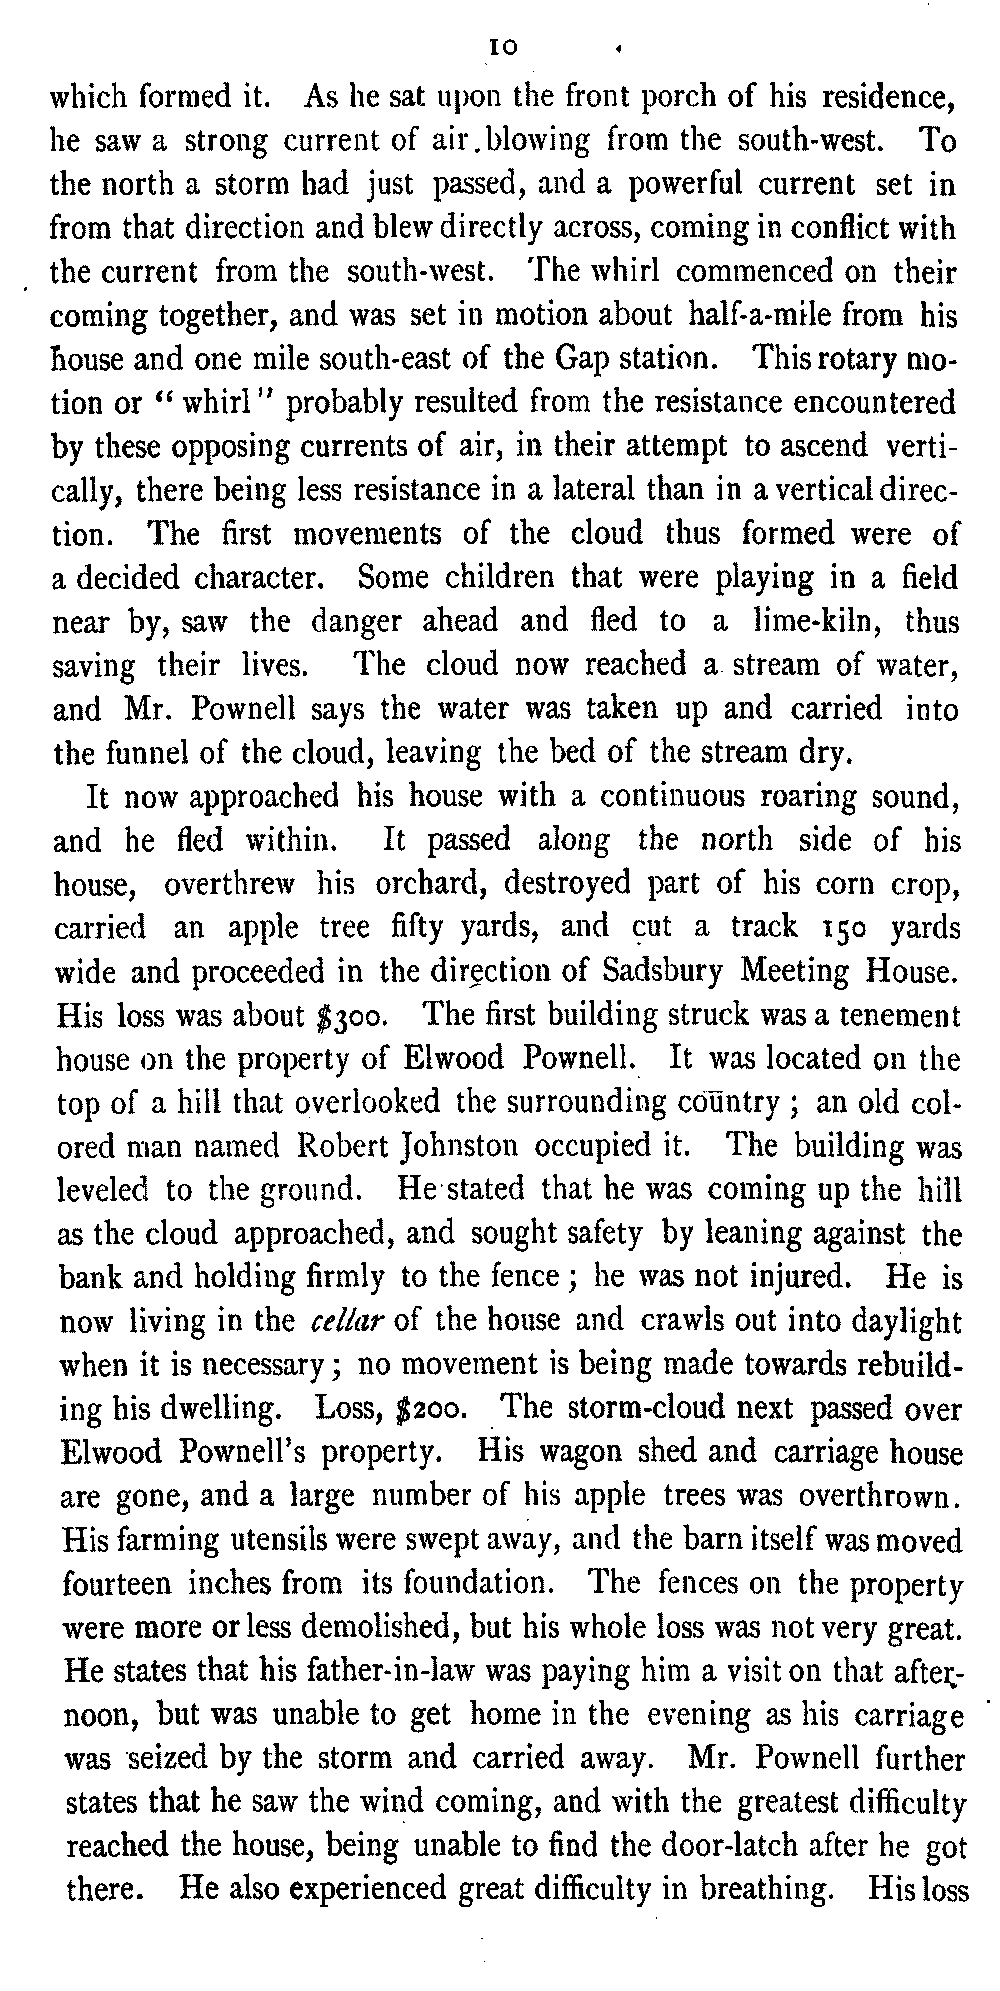 10
which formed it. As he sat upon the front porch of his residence,
he saw a strong current of air blowing from the south-west. To
the north a storm had just passed, and a powerful current set in
from that direction and blew directly across, coming in conflict with
the current from the south-west. The whirl commenced on their
coming together, and was set in motion about half-a-mile from his
house and one mile south-east of the Gap station. This rotary mo-
tion or “ whirl ” probably resulted from the resistance encountered
by these opposing currents of air, in their attempt to ascend verti-
cally, there being less resistance in a lateral than in a vertical direc-
tion. The first movements of the cloud thus formed were of
a decided character. Some children that were playing in a field
near by, saw the danger ahead and fled to a lime-kiln, thus
saving their lives. The cloud now reached a stream of water,
and Mr. Pownell says the water was taken up and carried into
the funnel of the cloud, leaving the bed of the stream dry.
It now approached his house with a continuous roaring sound,
and he fled within. It passed along the north side of his
house, overthrew his orchard, destroyed part of his corn crop,
carried an apple tree fifty yards, and cut a track 150 yards
wide and proceeded in the direction of Sadsbury Meeting House.
His loss was about $300. The first building struck was a tenement
house on the property of Elwood Pownell. It was located on the
top of a hill that overlooked the surrounding country ; an old col-
ored man named Robert Johnston occupied it. The building was
leveled to the ground. He stated that he was coming up the hill
as the cloud approached, and sought safety by leaning against the
bank and holding firmly to the fence ; he was not injured. He is
now living in the cellar of the house and crawls out into daylight
when it is necessary ; no movement is being made towards rebuild-
ing his dwelling. Loss, $200. The storm-cloud next passed over
Elwood Pownell's property. His wagon shed and carriage house
are gone, and a large number of his apple trees was overthrown.
His farming utensils were swept away, and the barn itself was moved
fourteen inches from its foundation. The fences on the property
were more or less demolished, but his whole loss was not very great.
He states that his father-in-law was paying him a visit on that after-
noon, but was unable to get home in the evening as his carriage
was seized by the storm and carried away. Mr. Pownell further
states that he saw the wind coming, and with the greatest difficulty
reached the house, being unable to find the door-latch after he got
there. He also experienced great difficulty in breathing. His loss